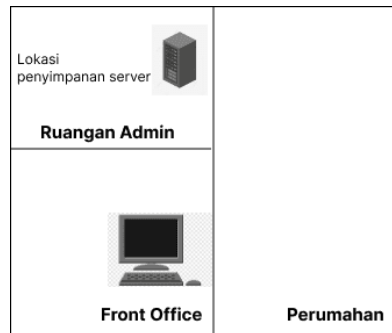 Lokasi
penyimpanan server
Ruangan Admin
Front Office
Perumahan